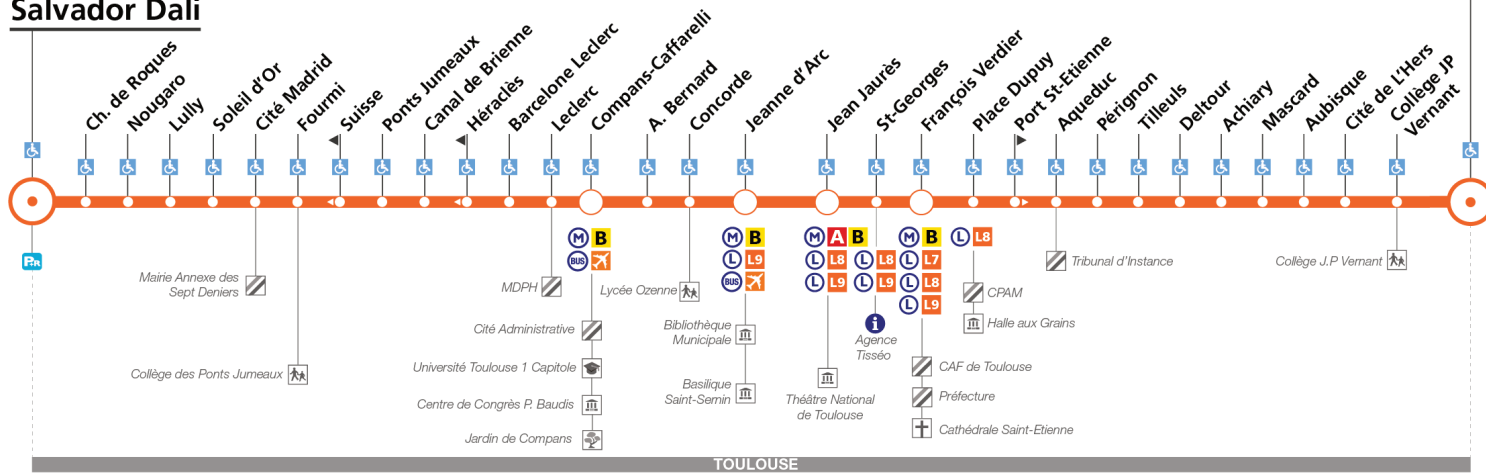 Salvador Dali
Ch. de Roques
Nougaro
Lully
Soleil d'Or
Cité Madrid
Fourmi
Suisse
Ponts Jumeaux
Canal de Brienne
Héraclès
Barcelone Leclerc
Leclerc
Compans-Caffarelli
A. Bernard
Concorde
Jeanne d'Arc
Jean Jaurès
St-Georges
François Verdier
Place Dupuy
Port St-Etienne
Aqueduc
Pérignon
Tilleuls
Deltour
Achiary
Mascard
Aubisque
Cité de L'Hers
Collège JP
Vernant
P+R
Mairie Annexe des
Sept Deniers
Collège des Ponts Jumeaux
MDPH
M B
BUS
Cité Administrative
Université Toulouse 1 Capitole
Centre de Congrès P. Baudis
Jardin de Compans
Lycée Ozenne
M B
L L9
BUS
Bibliothèque
Municipale
Basilique
Saint-Sernin
M A B
L L8
L L9
Théâtre National
de Toulouse
L L8
L L9
i
Agence
Tisséo
M B
L L7
L L8
L L9
CAF de Toulouse
Préfecture
Cathédrale Saint-Etienne
L L8
CPAM
Halle aux Grains
Tribunal d'Instance
Collège J.P Vernant
TOULOUSE